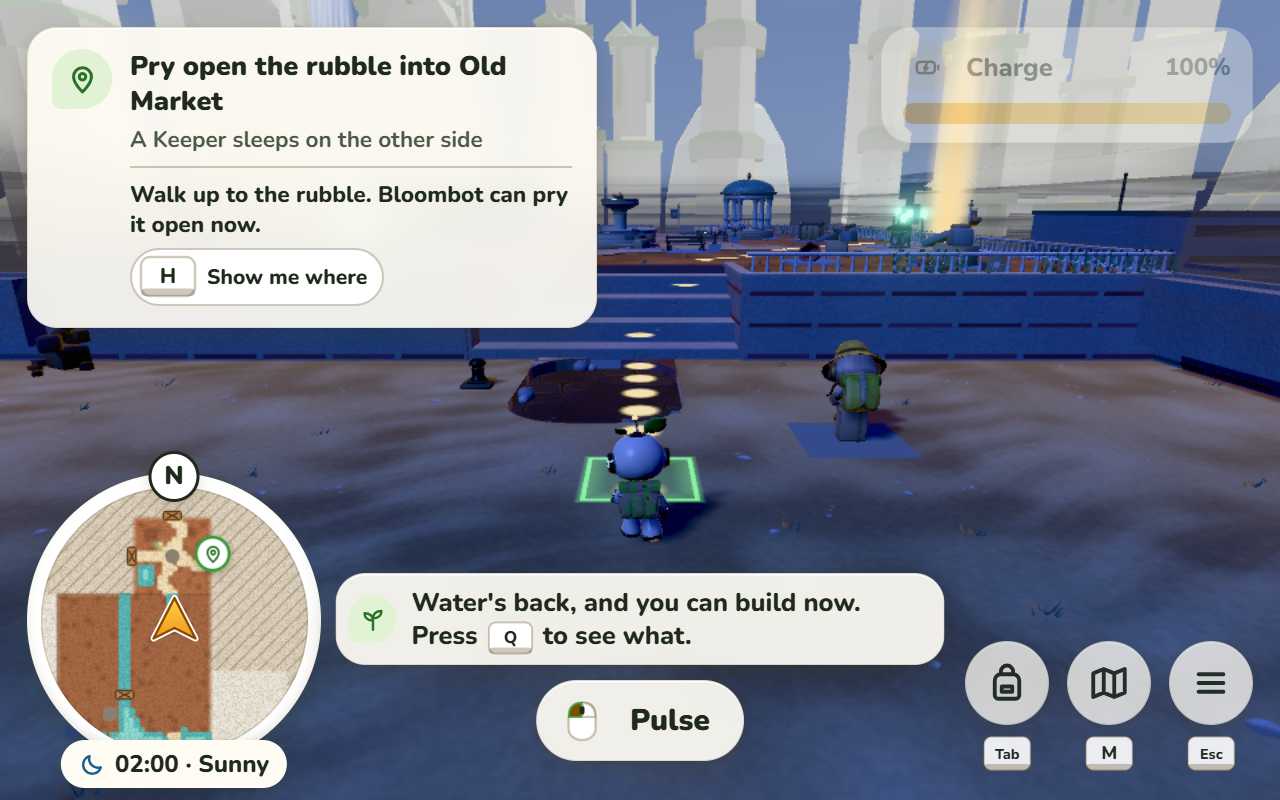 Pry open the rubble into Old
Market
A Keeper sleeps on the other side
Walk up to the rubble. Bloombot can pry
it open now.
H Show me where
Charge 100%
N
Water's back, and you can build now.
Press Q to see what.
Pulse
02:00 · Sunny
Tab M Esc